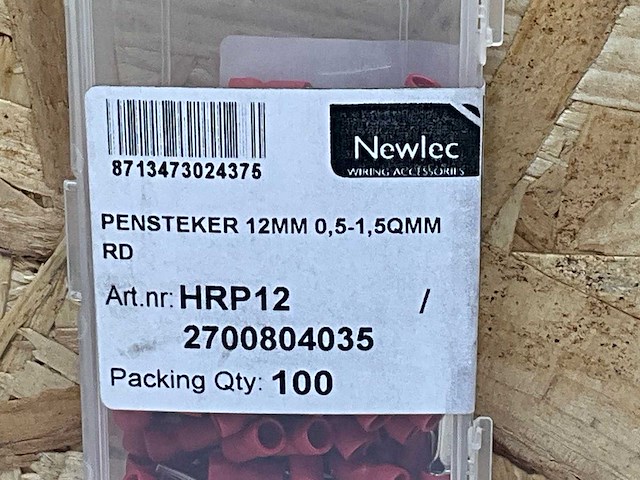 8713473024375
Newlec
WIRING ACCESSORIES
PENSTEKER 12MM 0,5-1,5QMM
RD
Art.nr: HRP12 /
2700804035
Packing Qty: 100